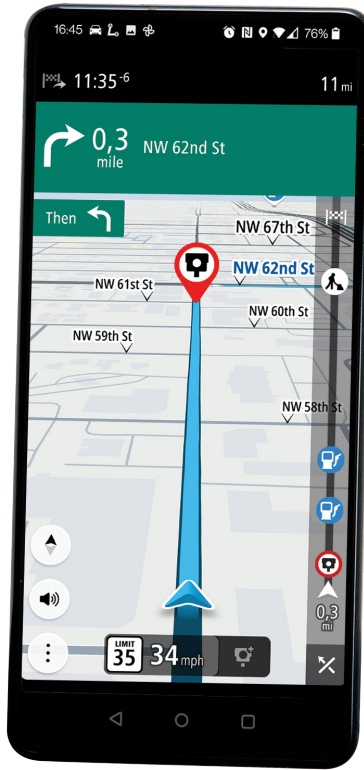 16:45 76%
11:35-6 11 mi
0,3
mile
NW 62nd St
Then
NW 67th St
NW 62nd St
NW 61st St
NW 60th St
NW 59th St
NW 58th St
0,3
mi
LIMIT
35
34 mph